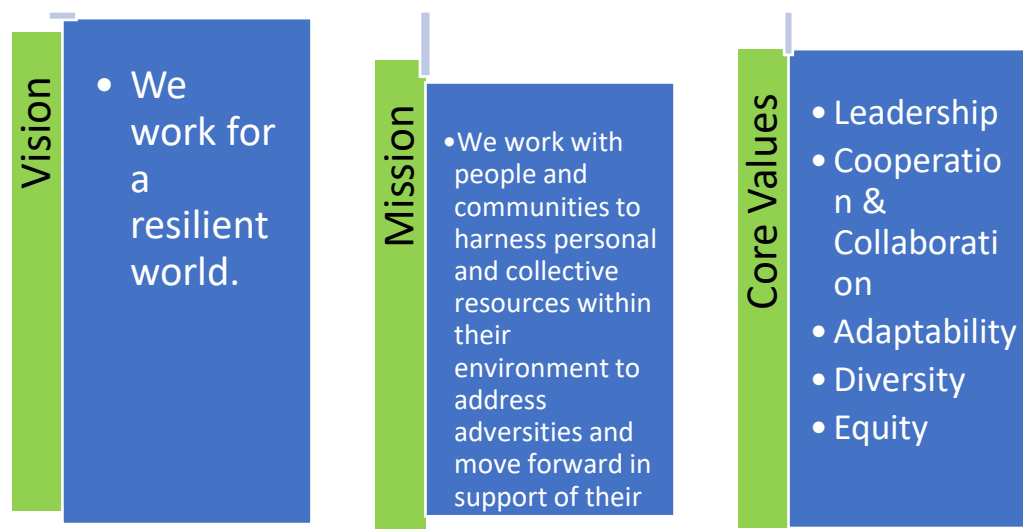 Vision
• We
work for
a
resilient
world.
Mission
•We work with
people and
communities to
harness personal
and collective
resources within
their
environment to
address
adversities and
move forward in
support of their
Core Values
• Leadership
• Cooperatio
n &
Collaborati
on
• Adaptability
• Diversity
• Equity